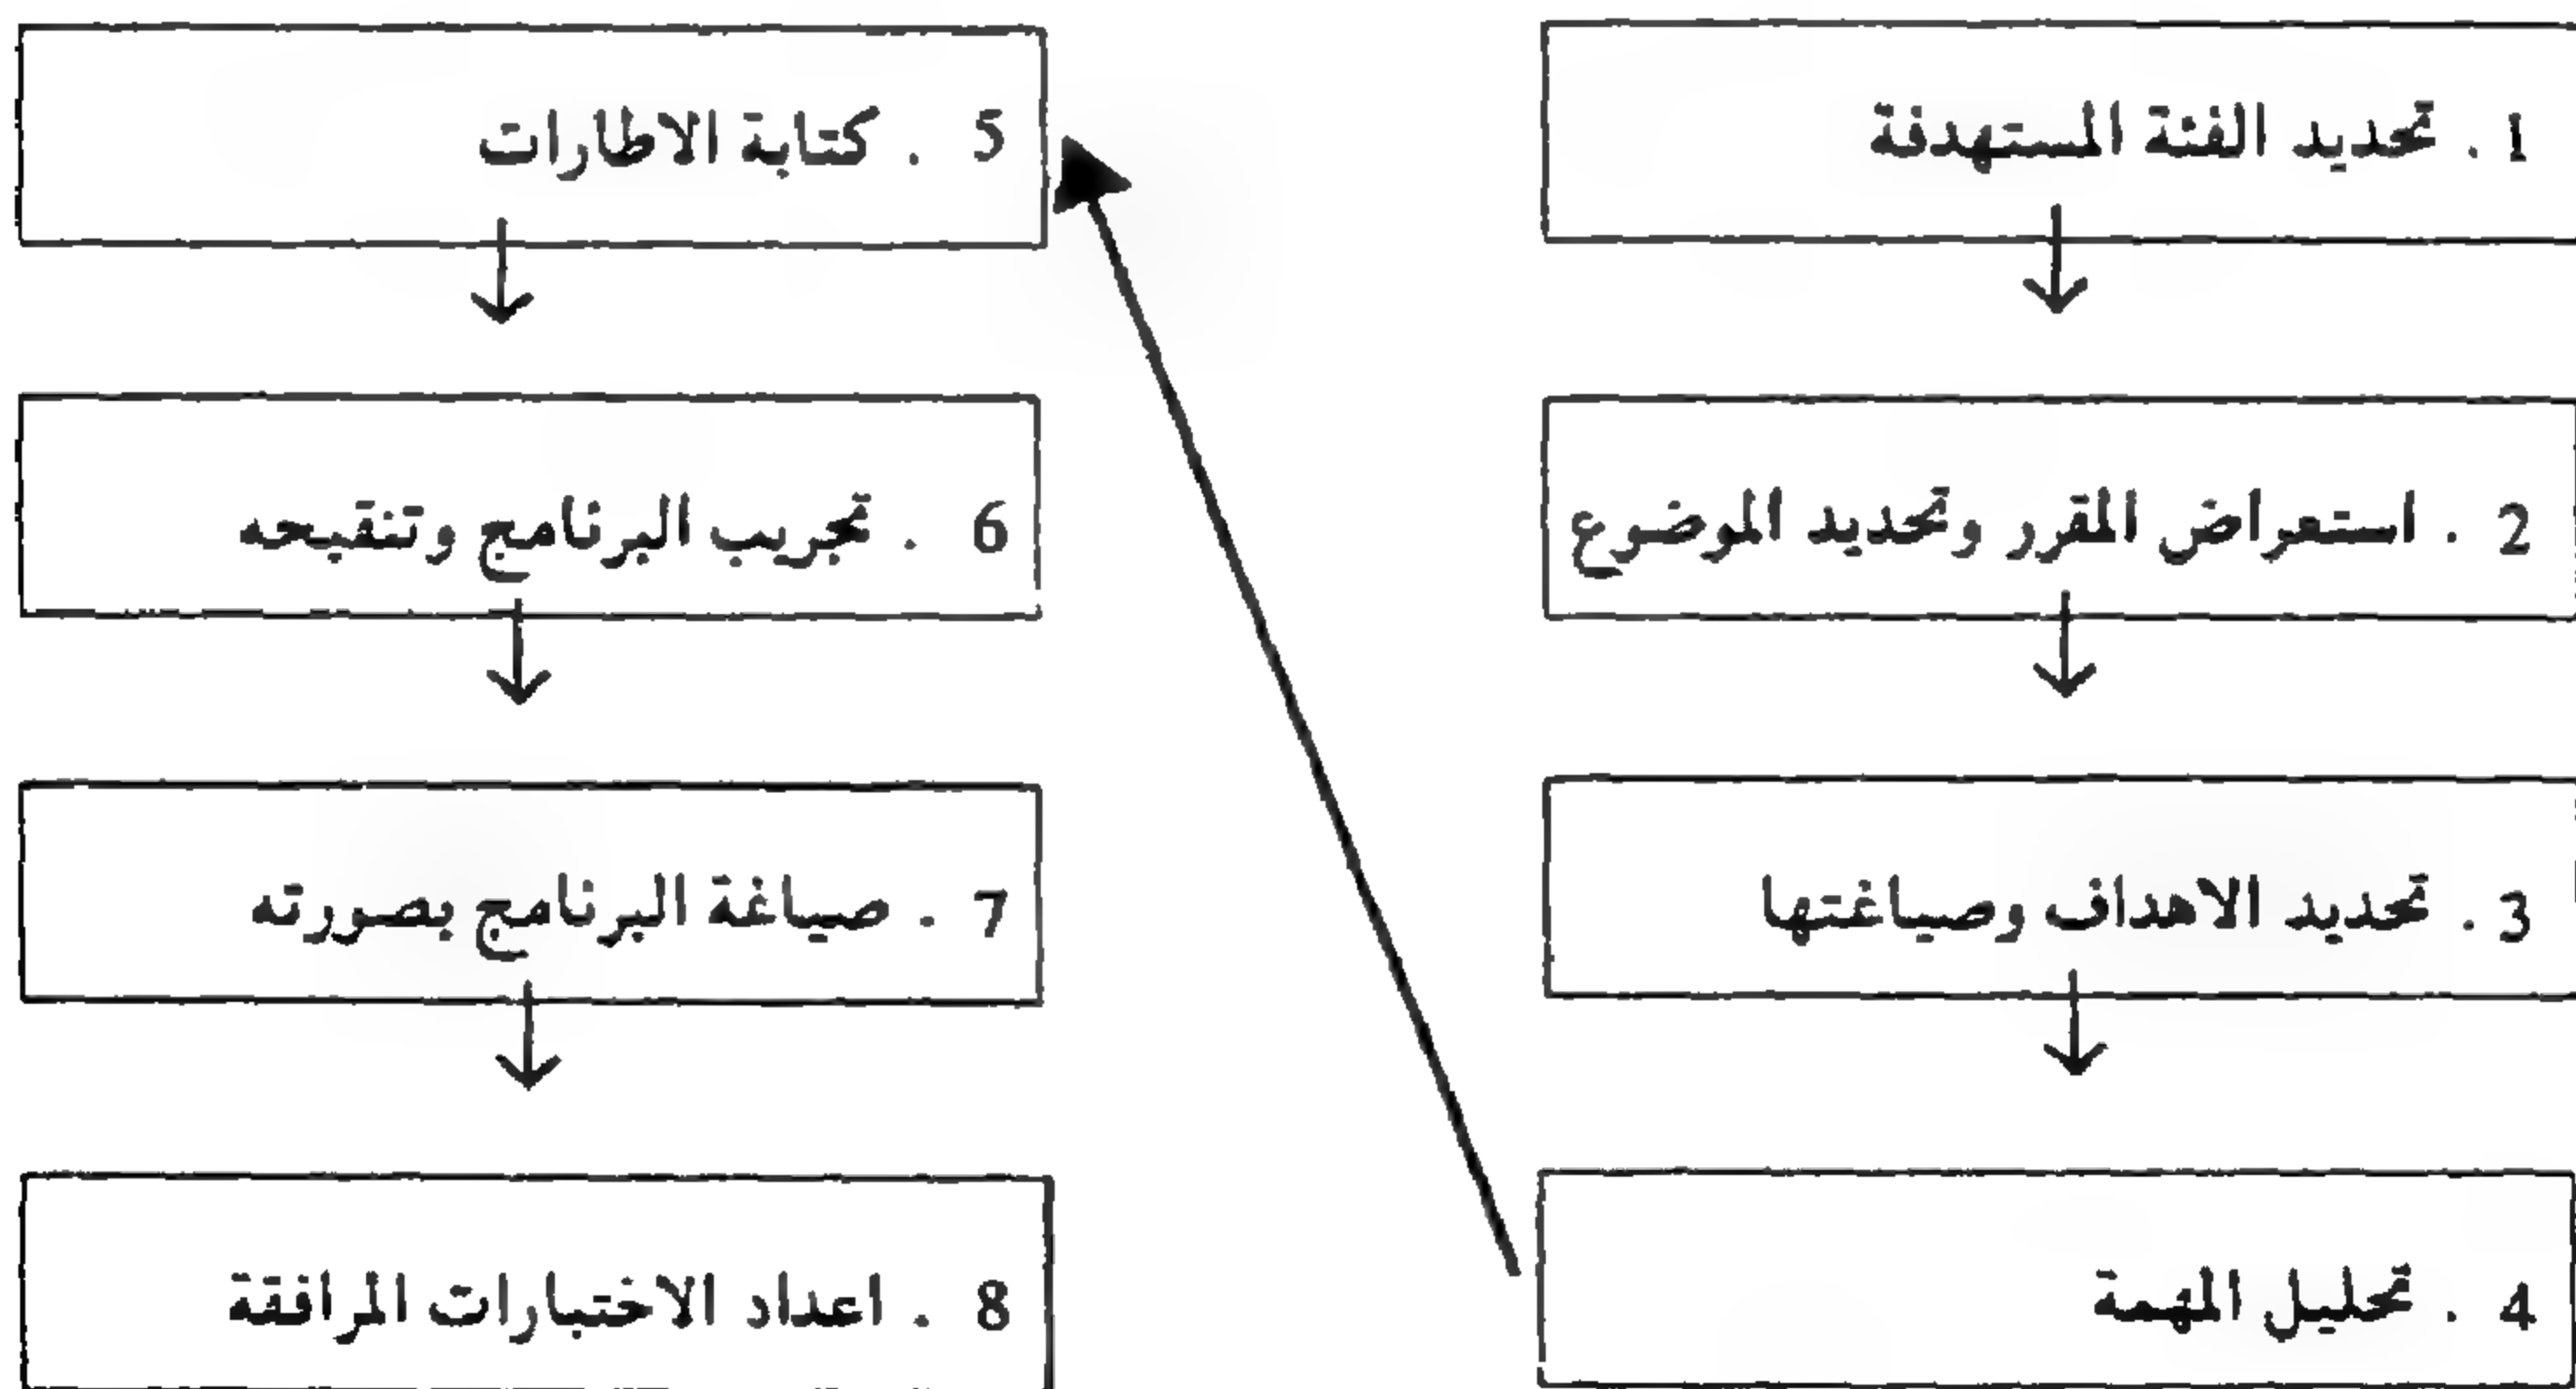 1 . تحديد الفئة المستهدفة
2 . استعراض المقرر وتحديد الموضوع
3 . تحديد الاهداف وصياغتها
4 . تحليل المهمة
5 . كتابة الاطارات
6 . تجريب البرنامج وتنقيحه
7 . صياغة البرنامج بصورته
8 . اعداد الاختبارات المرافقة